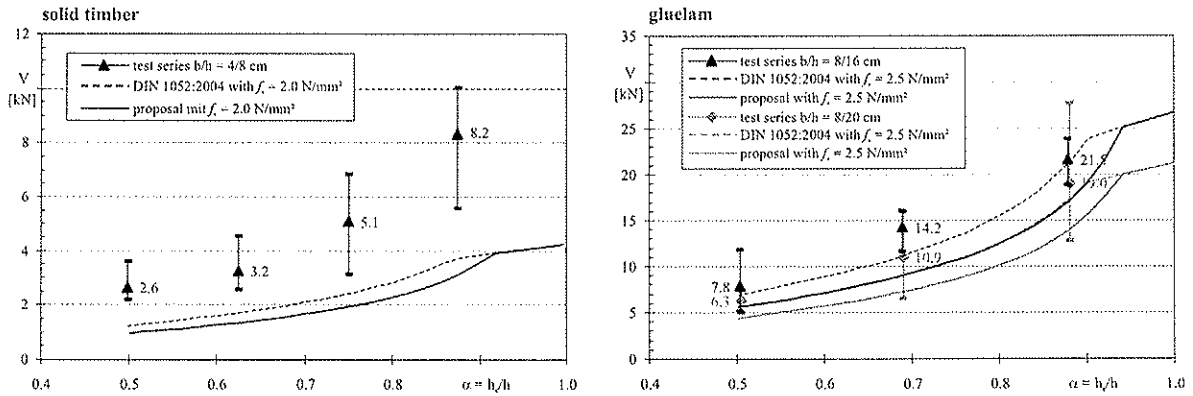 solid timber
12
10
8
6
4
2
0
V
[kN]
test series b/h = 4/8 cm
DIN 1052:2004 with fᵥ = 2.0 N/mm²
proposal mit fᵥ = 2.0 N/mm²
2.6
3.2
5.1
8.2
0.4
0.5
0.6
0.7
0.8
α = hₑ/h
1.0
gluelam
35
30
25
20
15
10
5
0
V
[kN]
test series b/h = 8/16 cm
DIN 1052:2004 with fᵥ = 2.5 N/mm²
proposal with fᵥ = 2.5 N/mm²
test series b/h = 8/20 cm
DIN 1052:2004 with fᵥ = 2.5 N/mm²
proposal with fᵥ = 2.5 N/mm²
7.8
6.3
14.2
10.9
0.4
0.5
0.6
0.7
0.8
α = hₑ/h
1.0